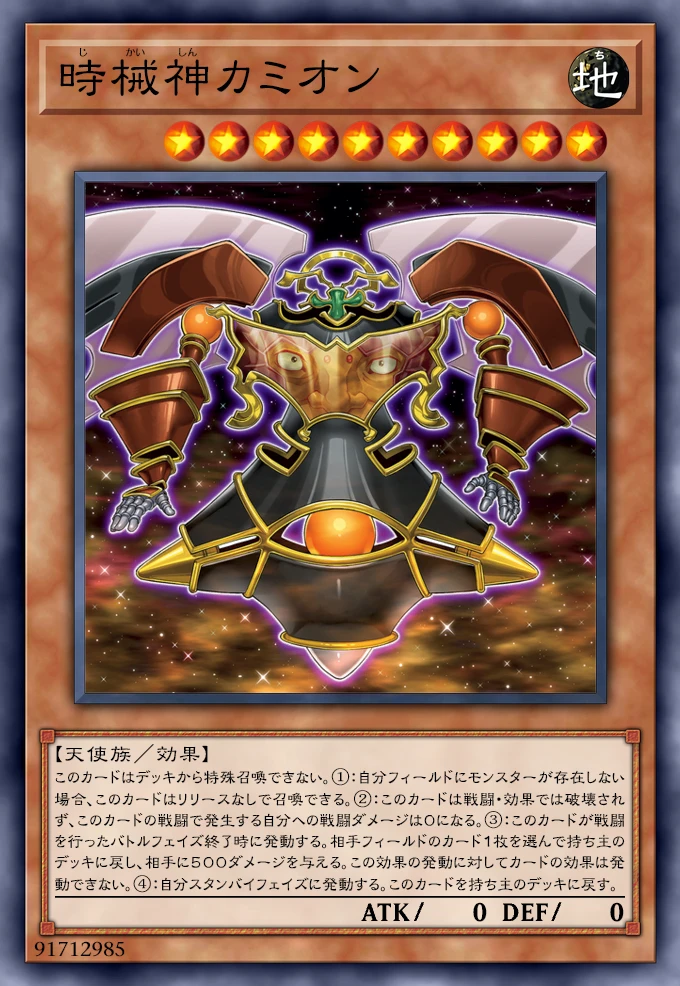 じ かい しん
時械神カミオン
ち
地
【天使族／効果】
このカードはデッキから特殊召喚できない。①：自分フィールドにモンスターが存在しない
場合、このカードはリリースなしで召喚できる。②：このカードは戦闘・効果では破壊され
ず、このカードの戦闘で発生する自分への戦闘ダメージは０になる。③：このカードが戦闘
を行ったバトルフェイズ終了時に発動する。相手フィールドのカード１枚を選んで持ち主の
デッキに戻し、相手に５００ダメージを与える。この効果の発動に対してカードの効果は発
動できない。④：自分スタンバイフェイズに発動する。このカードを持ち主のデッキに戻す。
ATK/ 0 DEF/ 0
91712985